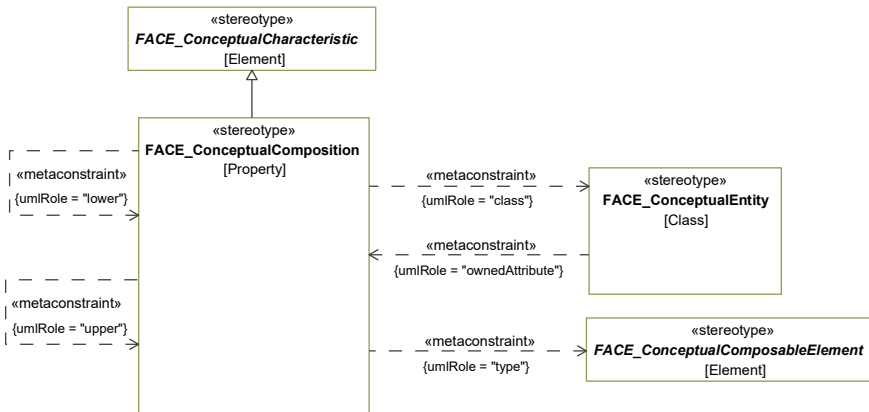 «stereotype»
FACE_ConceptualCharacteristic
[Element]
«stereotype»
FACE_ConceptualComposition
[Property]
«metaconstraint»
{umlRole = "lower"}
«metaconstraint»
{umlRole = "upper"}
«metaconstraint»
{umlRole = "class"}
«metaconstraint»
{umlRole = "ownedAttribute"}
«metaconstraint»
{umlRole = "type"}
«stereotype»
FACE_ConceptualEntity
[Class]
«stereotype»
FACE_ConceptualComposableElement
[Element]